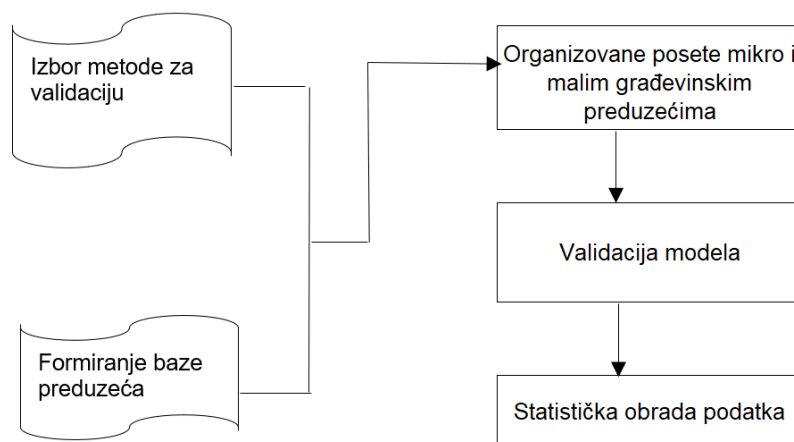 Izbor metode za
validaciju
Formiranje baze
preduzeća
Organizovane posete mikro i
malim građevinskim
preduzećima
Validacija modela
Statistička obrada podatka